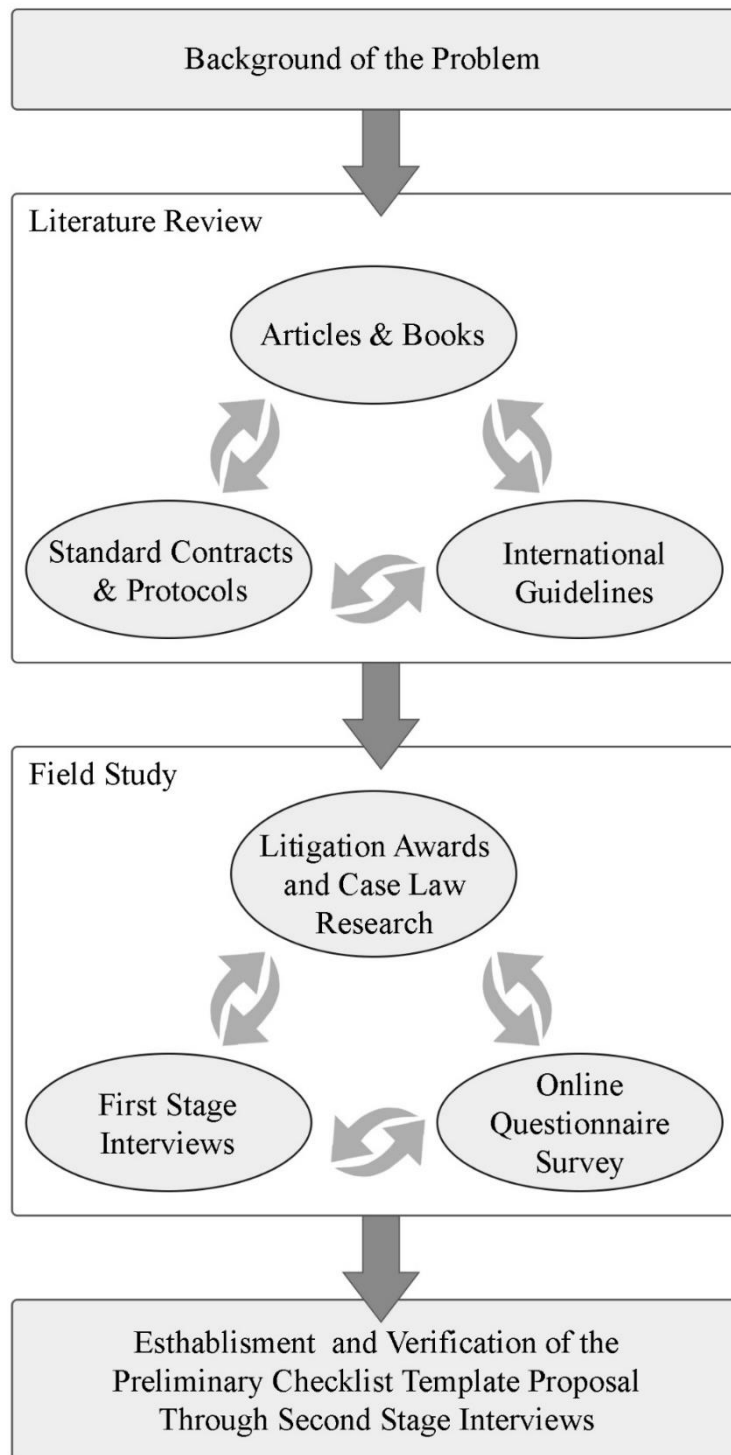 Background of the Problem
Literature Review
Articles & Books
Standard Contracts
& Protocols
International
Guidelines
Field Study
Litigation Awards
and Case Law
Research
First Stage
Interviews
Online
Questionnaire
Survey
Esthablisment and Verification of the
Preliminary Checklist Template Proposal
Through Second Stage Interviews